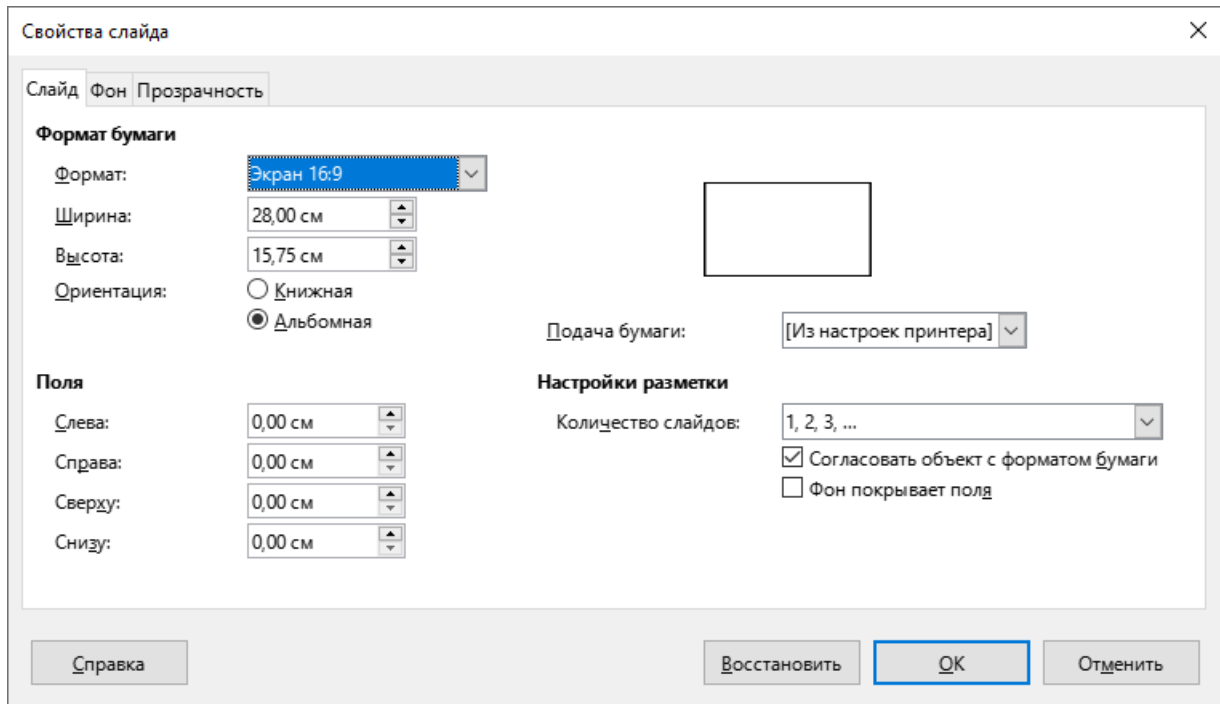 Свойства слайда
Слайд Фон Прозрачность
Формат бумаги
Формат: Экран 16:9
Ширина: 28,00 см
Высота: 15,75 см
Ориентация: Книжная
Альбомная
Подача бумаги: [Из настроек принтера]
Поля
Слева: 0,00 см
Справа: 0,00 см
Сверху: 0,00 см
Снизу: 0,00 см
Настройки разметки
Количество слайдов: 1, 2, 3, ...
Согласовать объект с форматом бумаги
Фон покрывает поля
Справка Восстановить OK Отменить